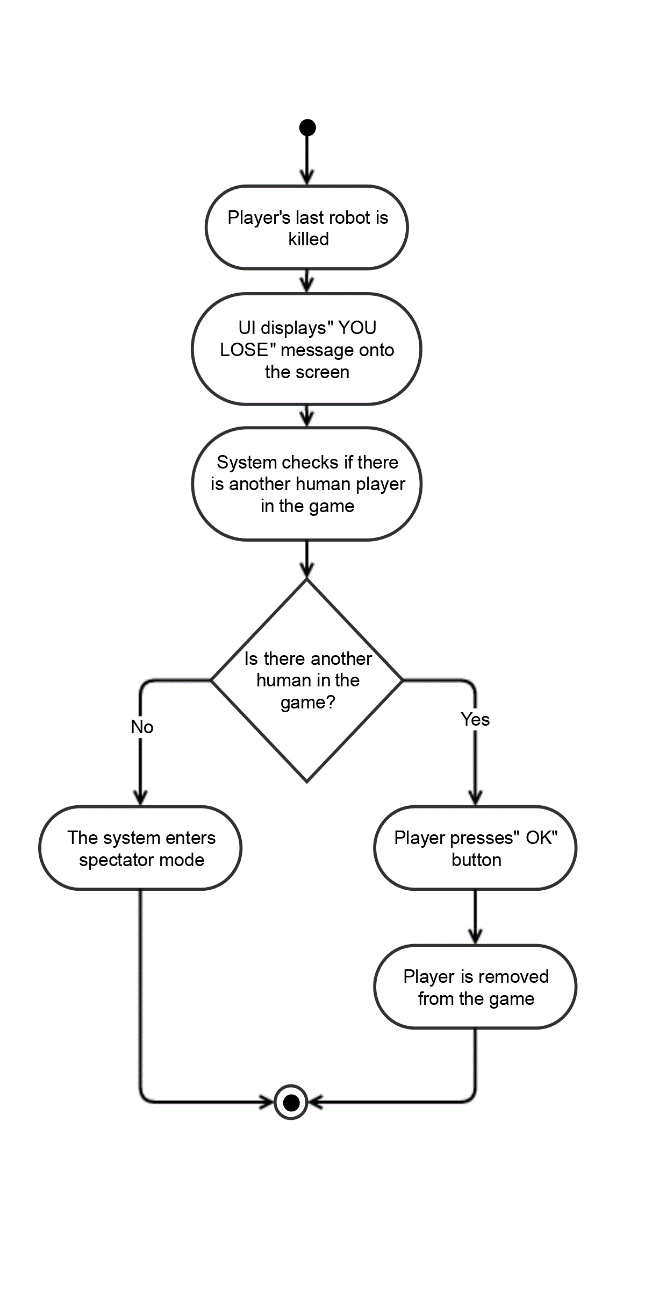 Player's last robot is
killed
UI displays" YOU
LOSE" message onto
the screen
System checks if there
is another human player
in the game
Is there another
human in the
game?
No
Yes
The system enters
spectator mode
Player presses" OK"
button
Player is removed
from the game